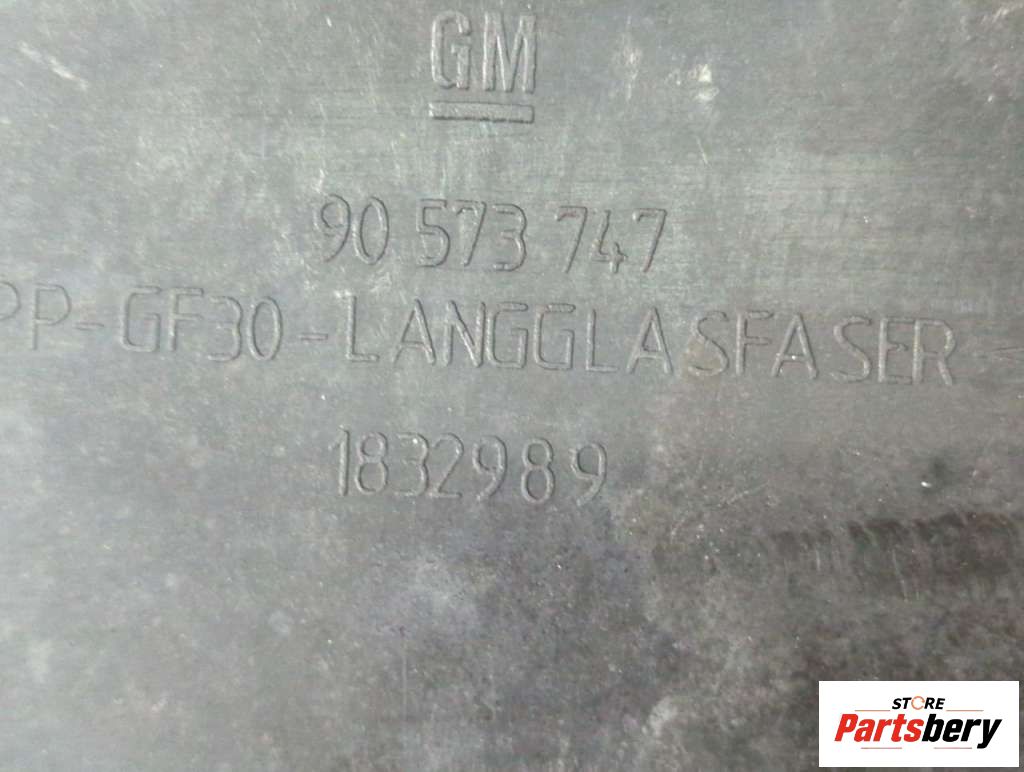 GM
90 573 747
PP-GF30-LANGGLASFASER <
1832989
STORE
Partsbery